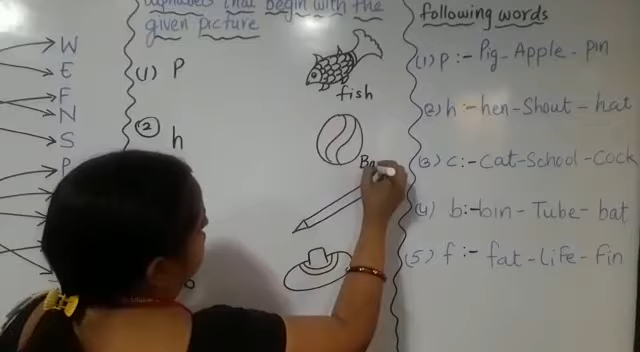 W
E
F
N
S
P
alphabets that begin with the
given picture
(1) p
(2) h
fish
Ba
following words
(1) p :- Pig - Apple - pin
(2) h :- hen - Shout - hat
(3) c :- cat - School - Cock
(4) b :- bin - Tube - bat
(5) f :- fat - Life - Fin